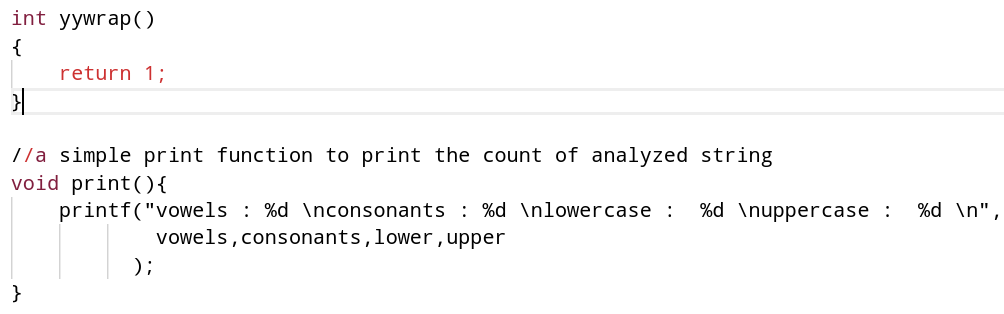 int yywrap()
{
    return 1;
}
//a simple print function to print the count of analyzed string
void print(){
    printf("vowels : %d \nconsonants : %d \nlowercase :  %d \nuppercase :  %d \n",
            vowels,consonants,lower,upper
          );
}